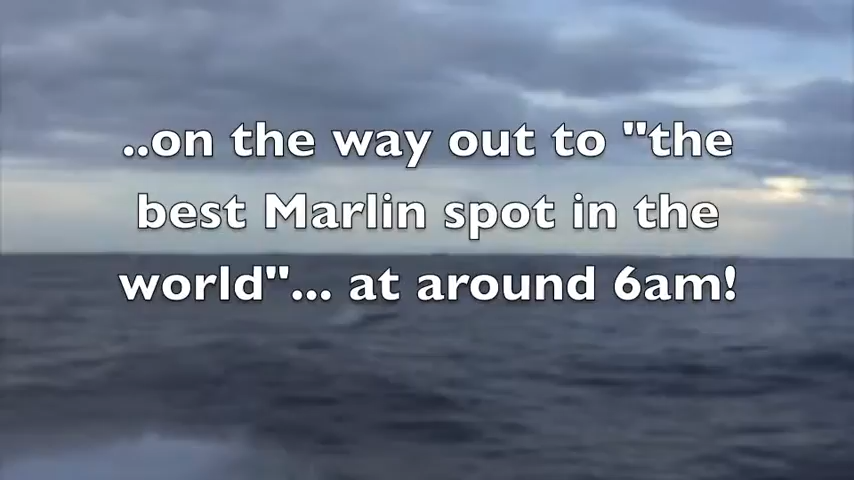 ..on the way out to "the
best Marlin spot in the
world"... at around 6am!